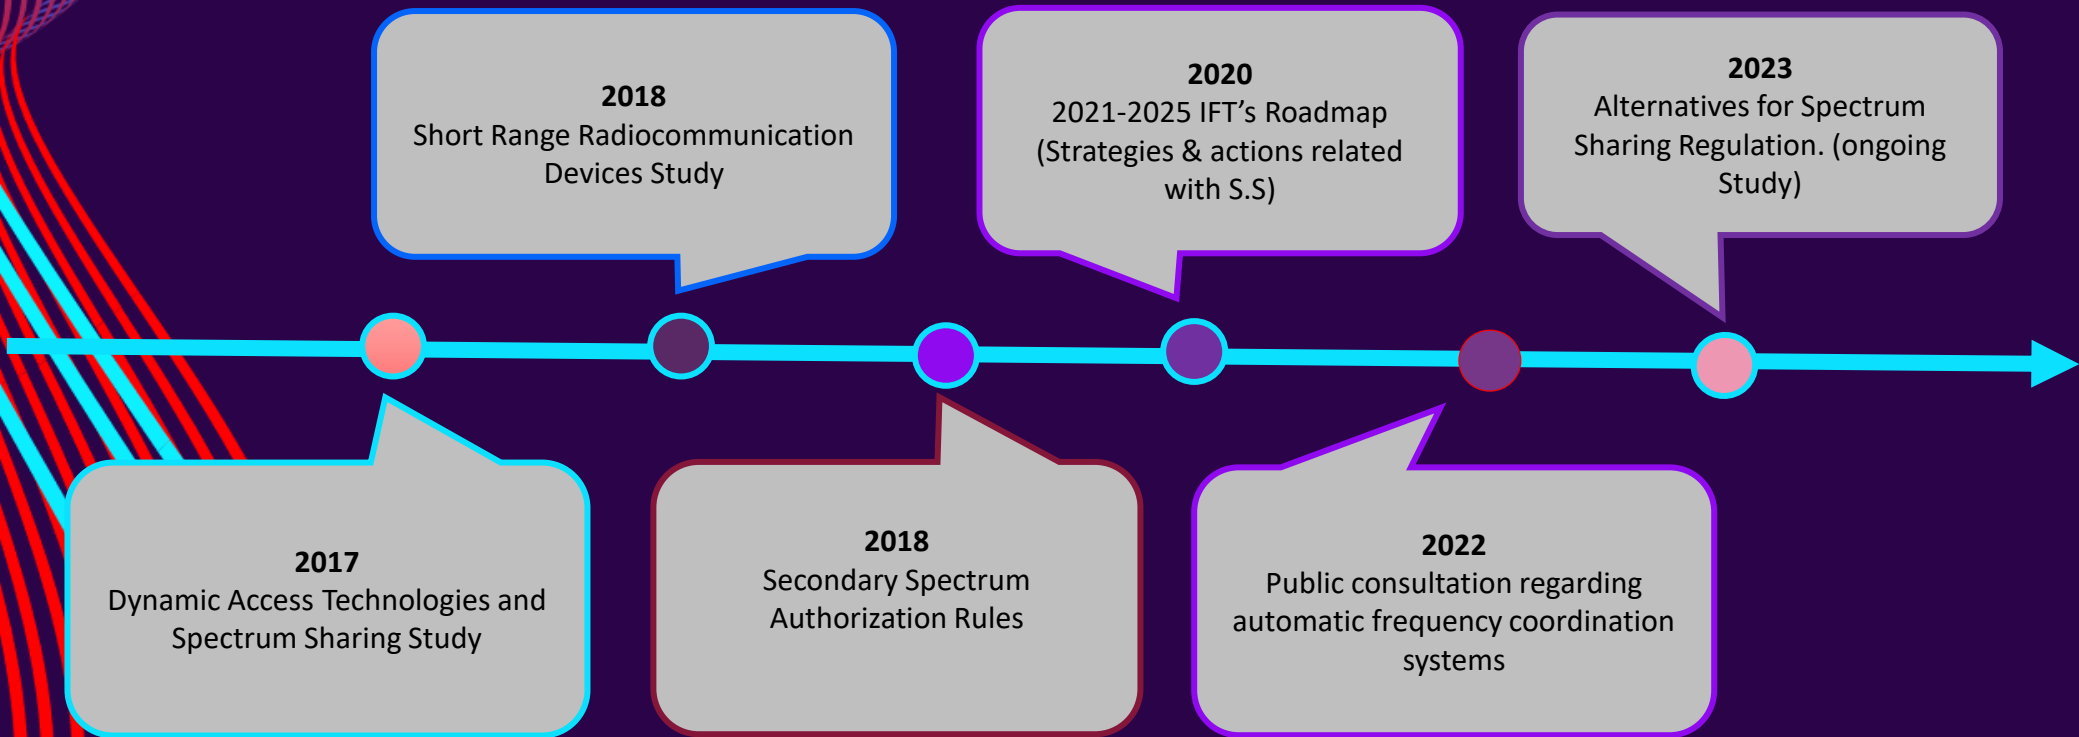 2018
Short Range Radiocommunication
Devices Study
2020
2021-2025 IFT’s Roadmap
(Strategies & actions related
with S.S)
2023
Alternatives for Spectrum
Sharing Regulation. (ongoing
Study)
2017
Dynamic Access Technologies and
Spectrum Sharing Study
2018
Secondary Spectrum
Authorization Rules
2022
Public consultation regarding
automatic frequency coordination
systems